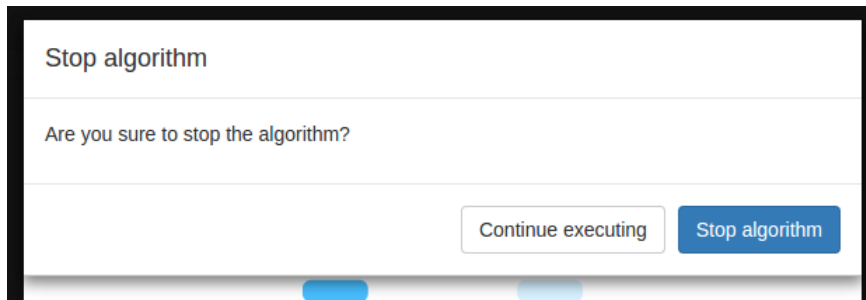 Stop algorithm
Are you sure to stop the algorithm?
Continue executing Stop algorithm